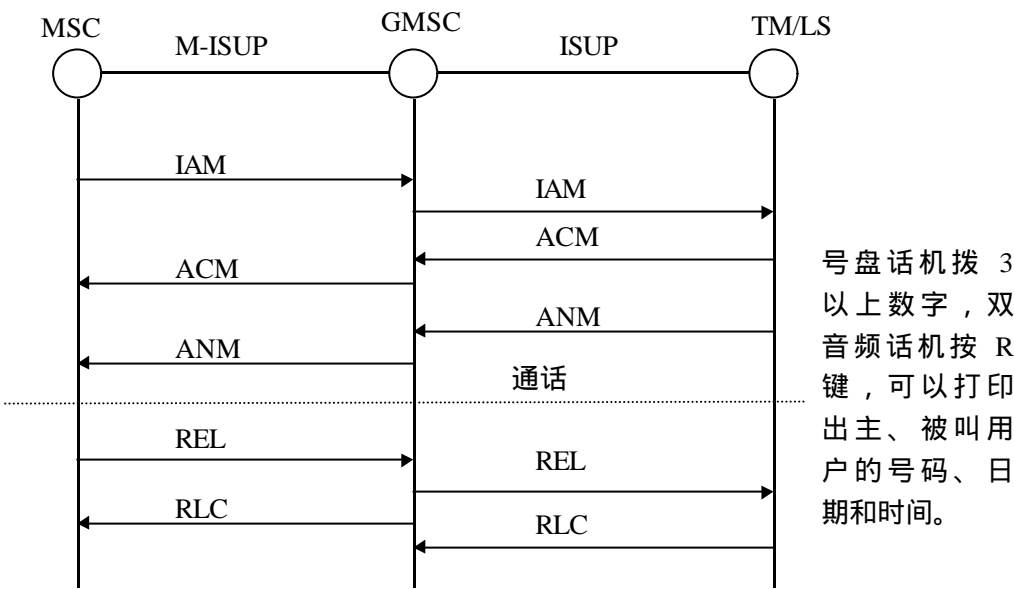 MSC
GMSC
TM/LS
M-ISUP
ISUP
IAM
IAM
ACM
ACM
ANM
ANM
通话
REL
REL
RLC
RLC
号盘话机拨 3
以上数字，双
音频话机按 R
键，可以打印
出主、被叫用
户的号码、日
期和时间。